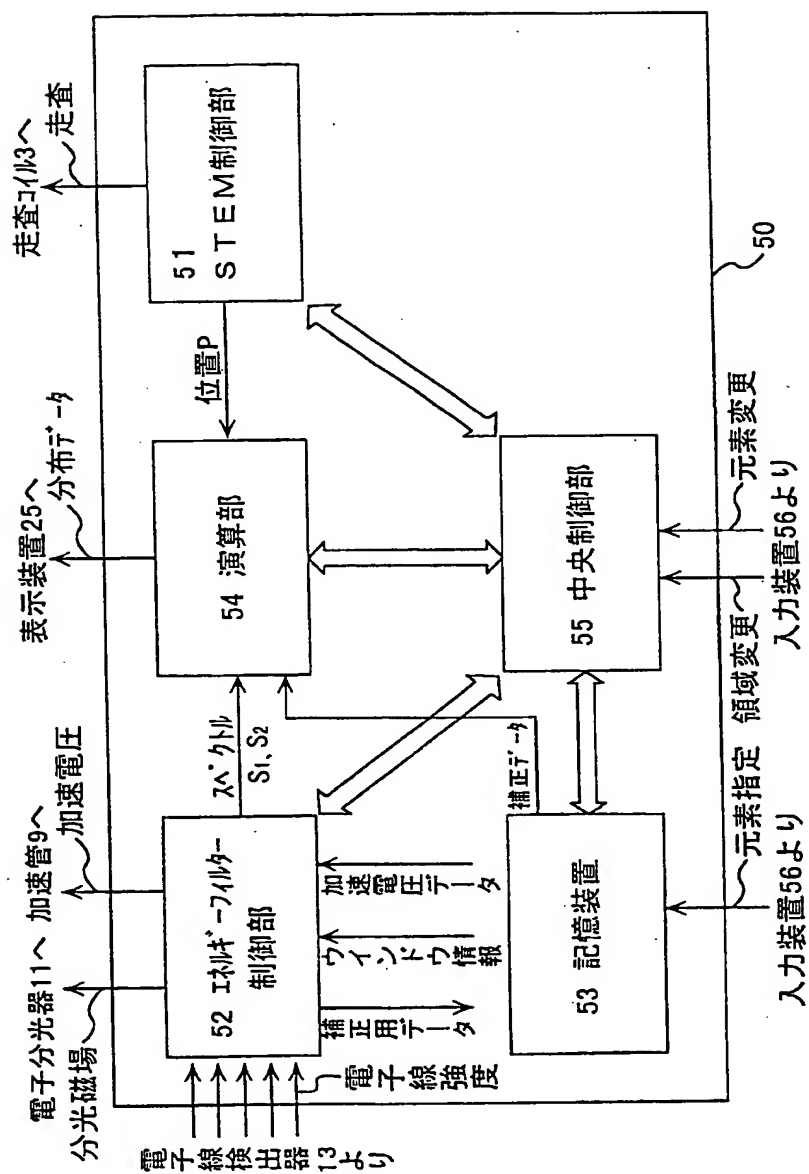 電子分光器11へ
分光磁場
加速管9へ
加速電圧
表示装置25へ
分布データ
走査コイル3へ
走査
52 エネルギーフィルター
制御部
スペクトル
S1、S2
54 演算部
位置P
51
STEM制御部
電子線検出器13より
電子線強度
補正用データ
ウインドウ情報
加速電圧データ
補正データ
53 記憶装置
55 中央制御部
50
元素指定
入力装置56より
領域変更
元素変更
入力装置56より